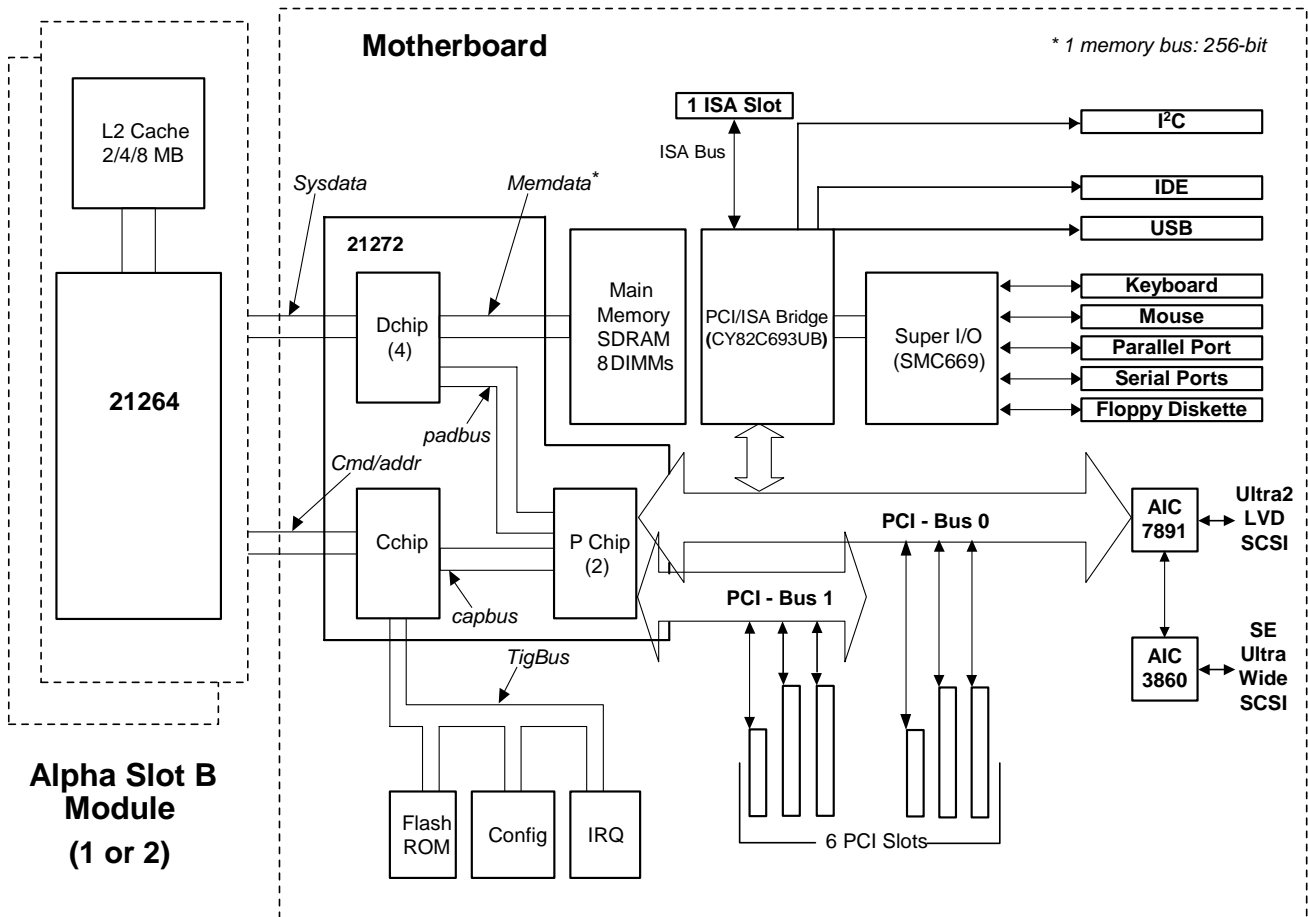 Motherboard
* 1 memory bus: 256-bit
L2 Cache
2/4/8 MB
21264
Alpha Slot B
Module
(1 or 2)
Sysdata
Memdata*
21272
Dchip
(4)
padbus
Cmd/addr
Cchip
capbus
P Chip
(2)
TigBus
Flash
ROM
Config
IRQ
Main
Memory
SDRAM
8DIMMs
1 ISA Slot
ISA Bus
PCI/ISA Bridge
(CY82C693UB)
Super I/O
(SMC669)
I²C
IDE
USB
Keyboard
Mouse
Parallel Port
Serial Ports
Floppy Diskette
PCI - Bus 0
PCI - Bus 1
6 PCI Slots
AIC
7891
Ultra2
LVD
SCSI
AIC
3860
SE
Ultra
Wide
SCSI